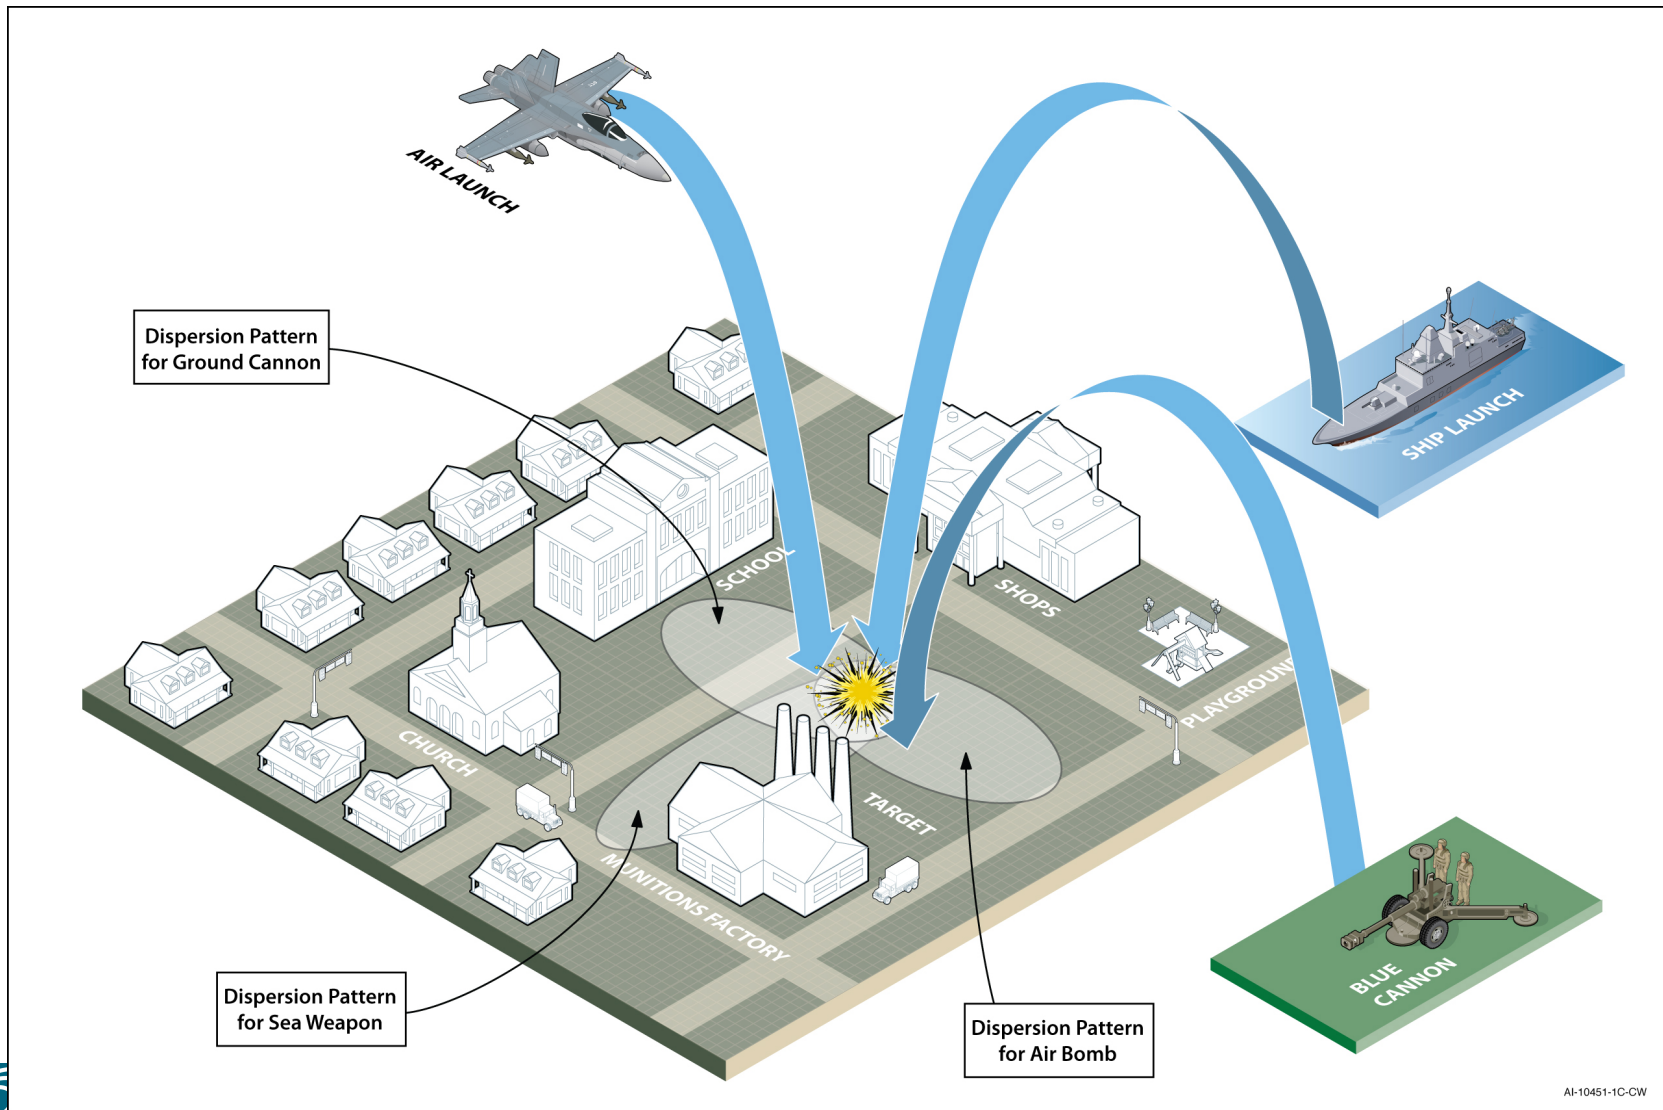 AIR LAUNCH
Dispersion Pattern
for Ground Cannon
SHIP LAUNCH
SCHOOL
SHOPS
PLAYGROUND
CHURCH
TARGET
MUNITIONS FACTORY
BLUE
CANNON
Dispersion Pattern
for Sea Weapon
Dispersion Pattern
for Air Bomb
AI-10451-1C-CW